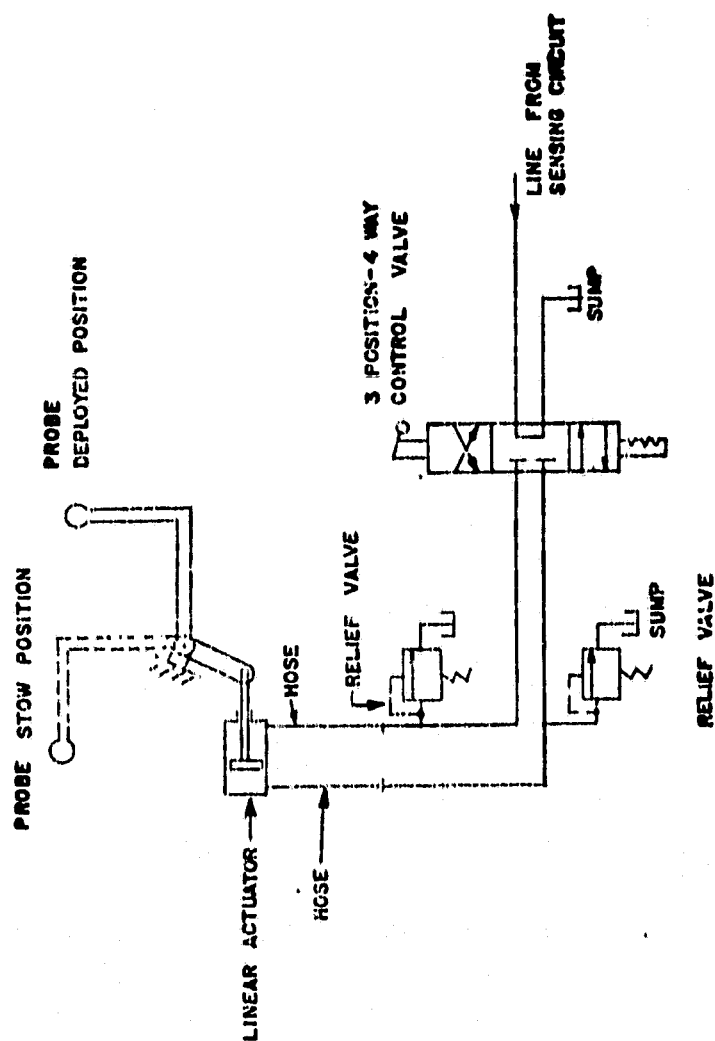 PROBE STOW POSITION
PROBE
DEPLOYED POSITION
3 POSITION-4 WAY
CONTROL VALVE
LINE FROM
SENSING CIRCUIT
SUMP
RELIEF VALVE
HOSE
LINEAR ACTUATOR
HOSE
SUMP
RELIEF VALVE